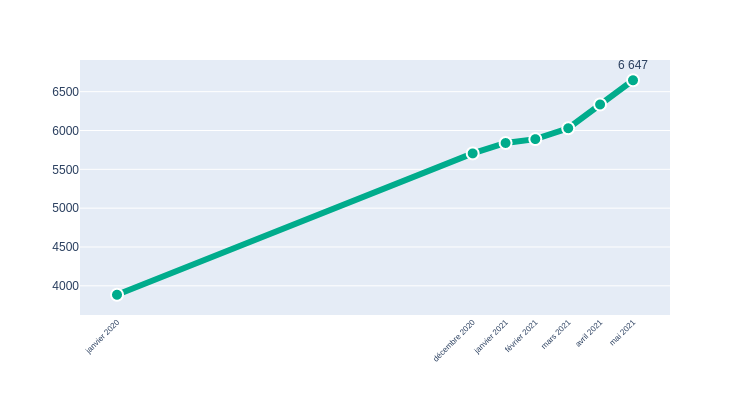 6 647
6500
6000
5500
5000
4500
4000
janvier 2020
décembre 2020
janvier 2021
février 2021
mars 2021
avril 2021
mai 2021